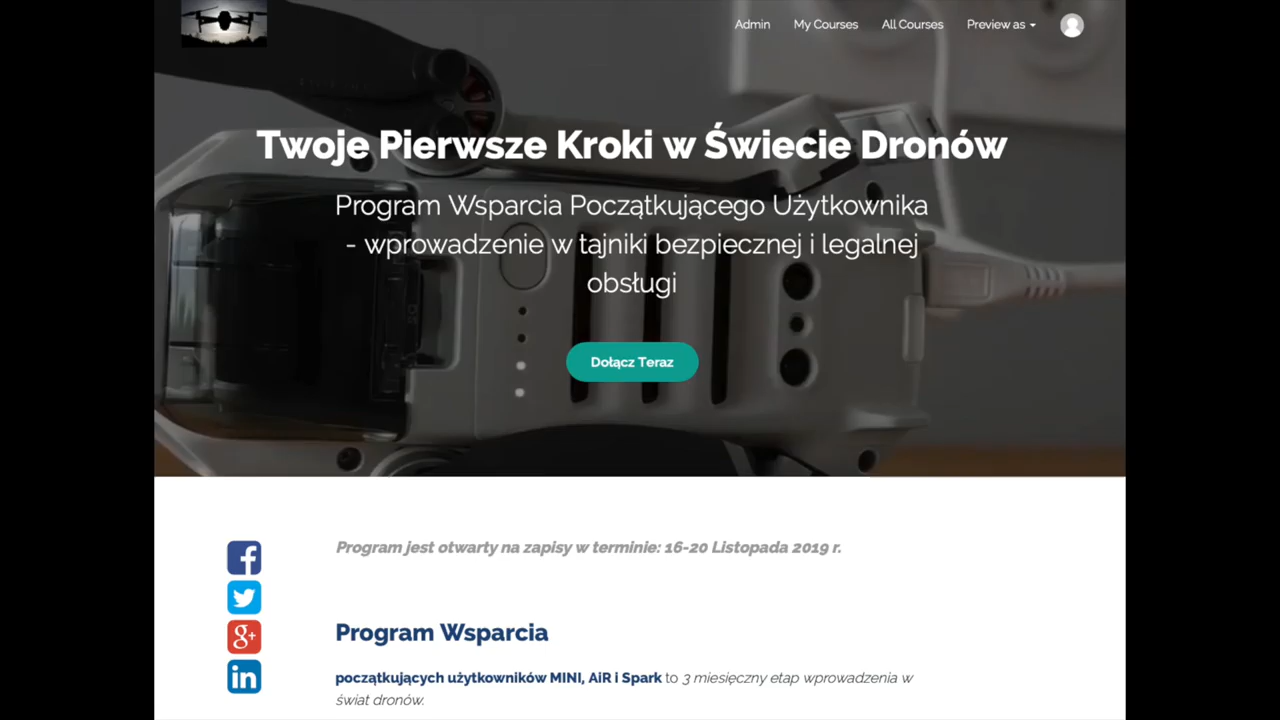 Admin
My Courses
All Courses
Preview as
Twoje Pierwsze Kroki w Świecie Dronów
Program Wsparcia Początkującego Użytkownika
- wprowadzenie w tajniki bezpiecznej i legalnej
obsługi
Dołącz Teraz
Program jest otwarty na zapisy w terminie: 16-20 Listopada 2019 r.
Program Wsparcia
początkujących użytkowników MINI, AiR i Spark to 3 miesięczny etap wprowadzenia w
świat dronów.